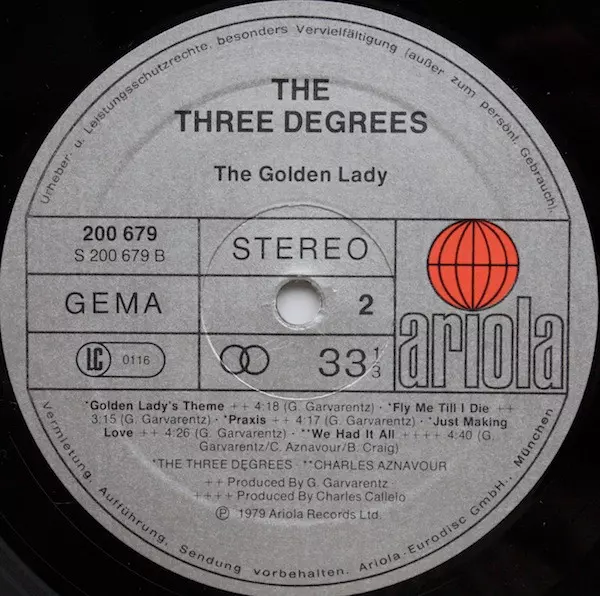 Urheber u. Leistungsschutzrechte, besonders Vervielfältigung (außer zum persönl. Gebrauch),
THE
THREE DEGREES
The Golden Lady
200 679
S 200 679 B
STEREO
GEMA
2
LC 0116
33 1/3
ariola
*Golden Lady's Theme ++ 4:18 (G. Garvarentz) · *Fly Me Till I Die ++
3:15 (G. Garvarentz) · *Praxis ++ 4:17 (G. Garvarentz) · *Just Making
Love ++ 4:26 (G. Garvarentz) · **We Had It All ++++ 4:40 (G.
Garvarentz/C. Aznavour/B. Craig)
*THE THREE DEGREES · **CHARLES AZNAVOUR
++ Produced By G. Garvarentz
++++ Produced By Charles Callelo
Ⓟ 1979 Ariola Records Ltd.
Vermietung, Aufführung, Sendung vorbehalten. Ariola-Eurodisc GmbH., München